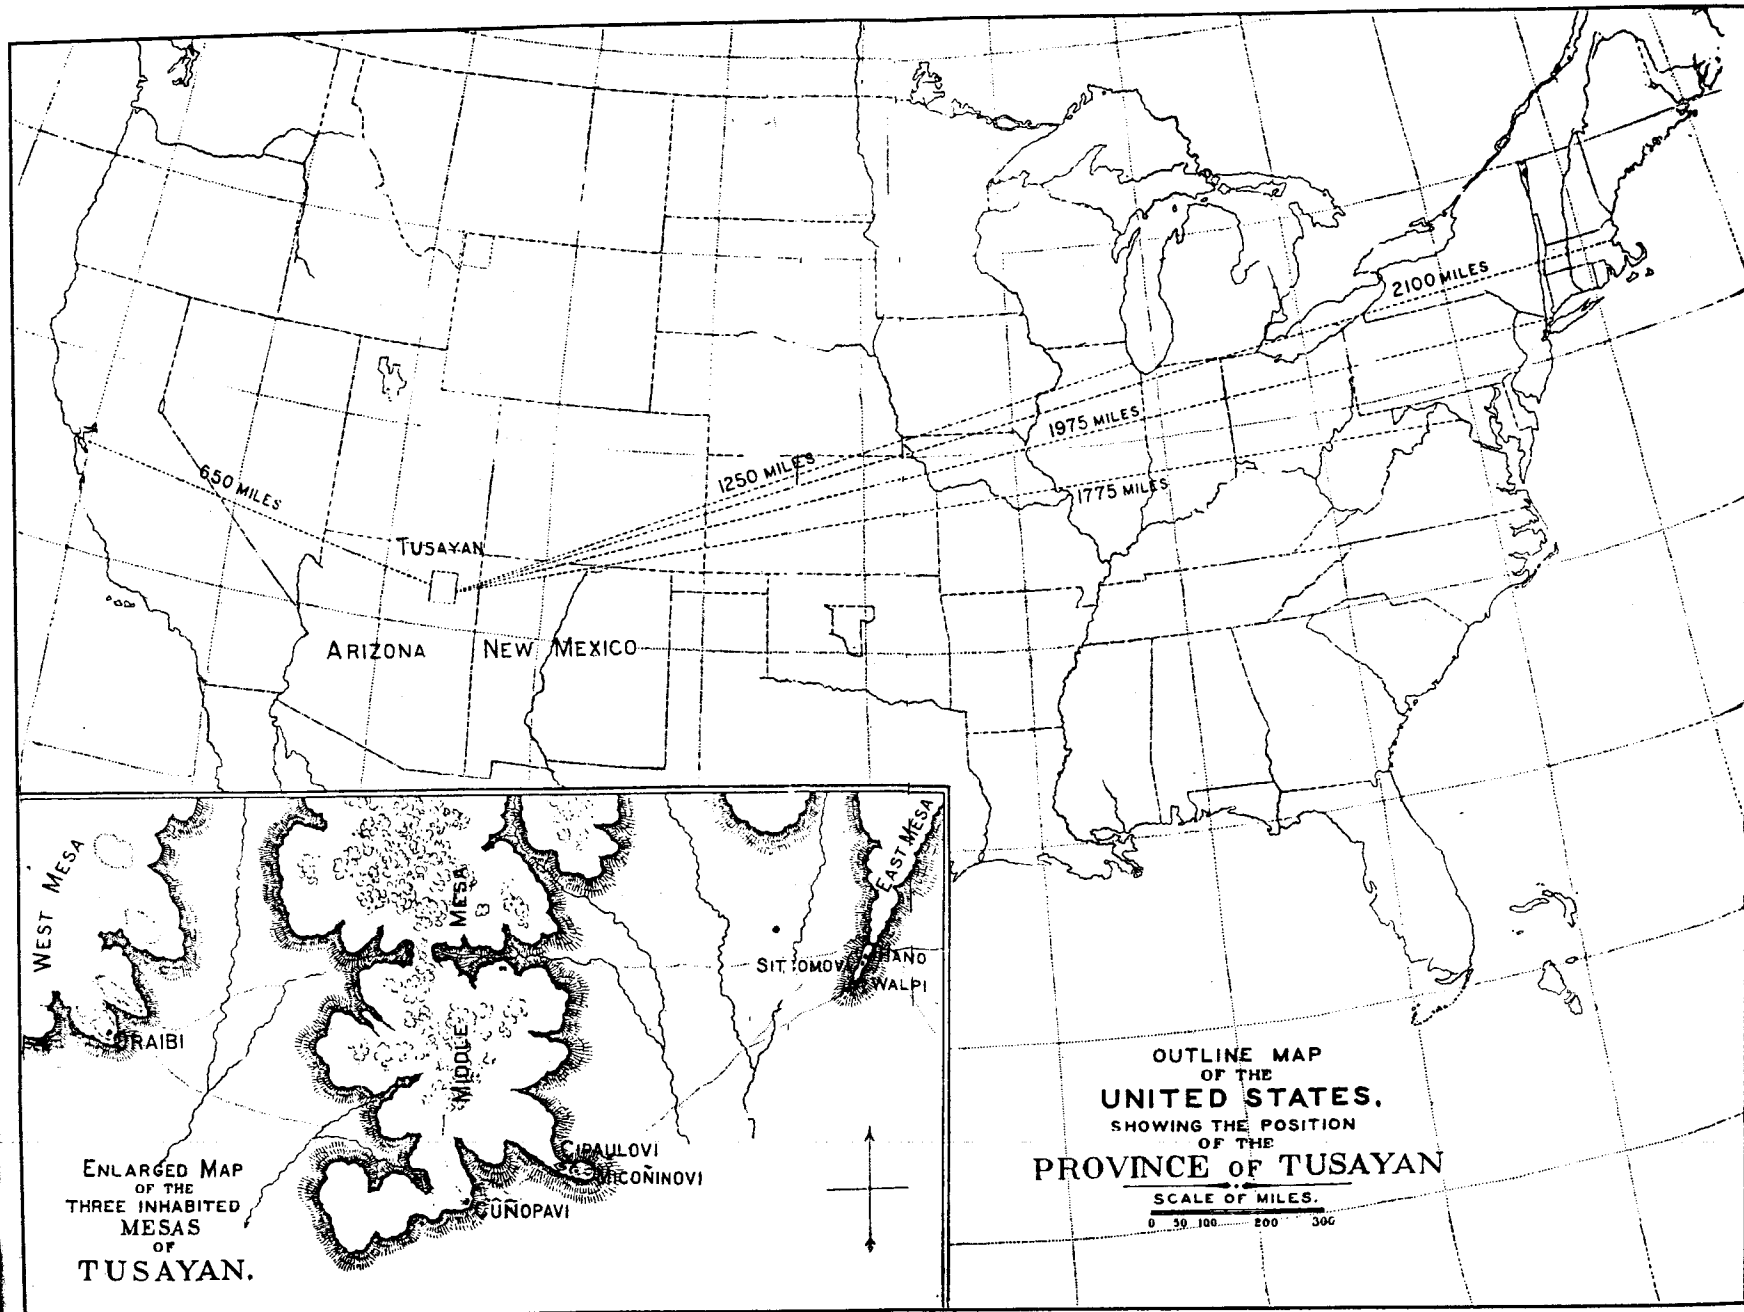 2100 MILES
1975 MILES
1250 MILES
1775 MILES
650 MILES
TUSAYAN
ARIZONA
NEW MEXICO
WEST MESA
MIDDLE MESA
EAST MESA
HANO
WALPI
ORAIBI
CIPAULOVI
MICOÑINOVI
CUÑOPAVI
ENLARGED MAP
OF THE
THREE INHABITED
MESAS
OF
TUSAYAN.
OUTLINE MAP
OF THE
UNITED STATES.
SHOWING THE POSITION
OF THE
PROVINCE OF TUSAYAN
SCALE OF MILES.
0 50 100 200 300